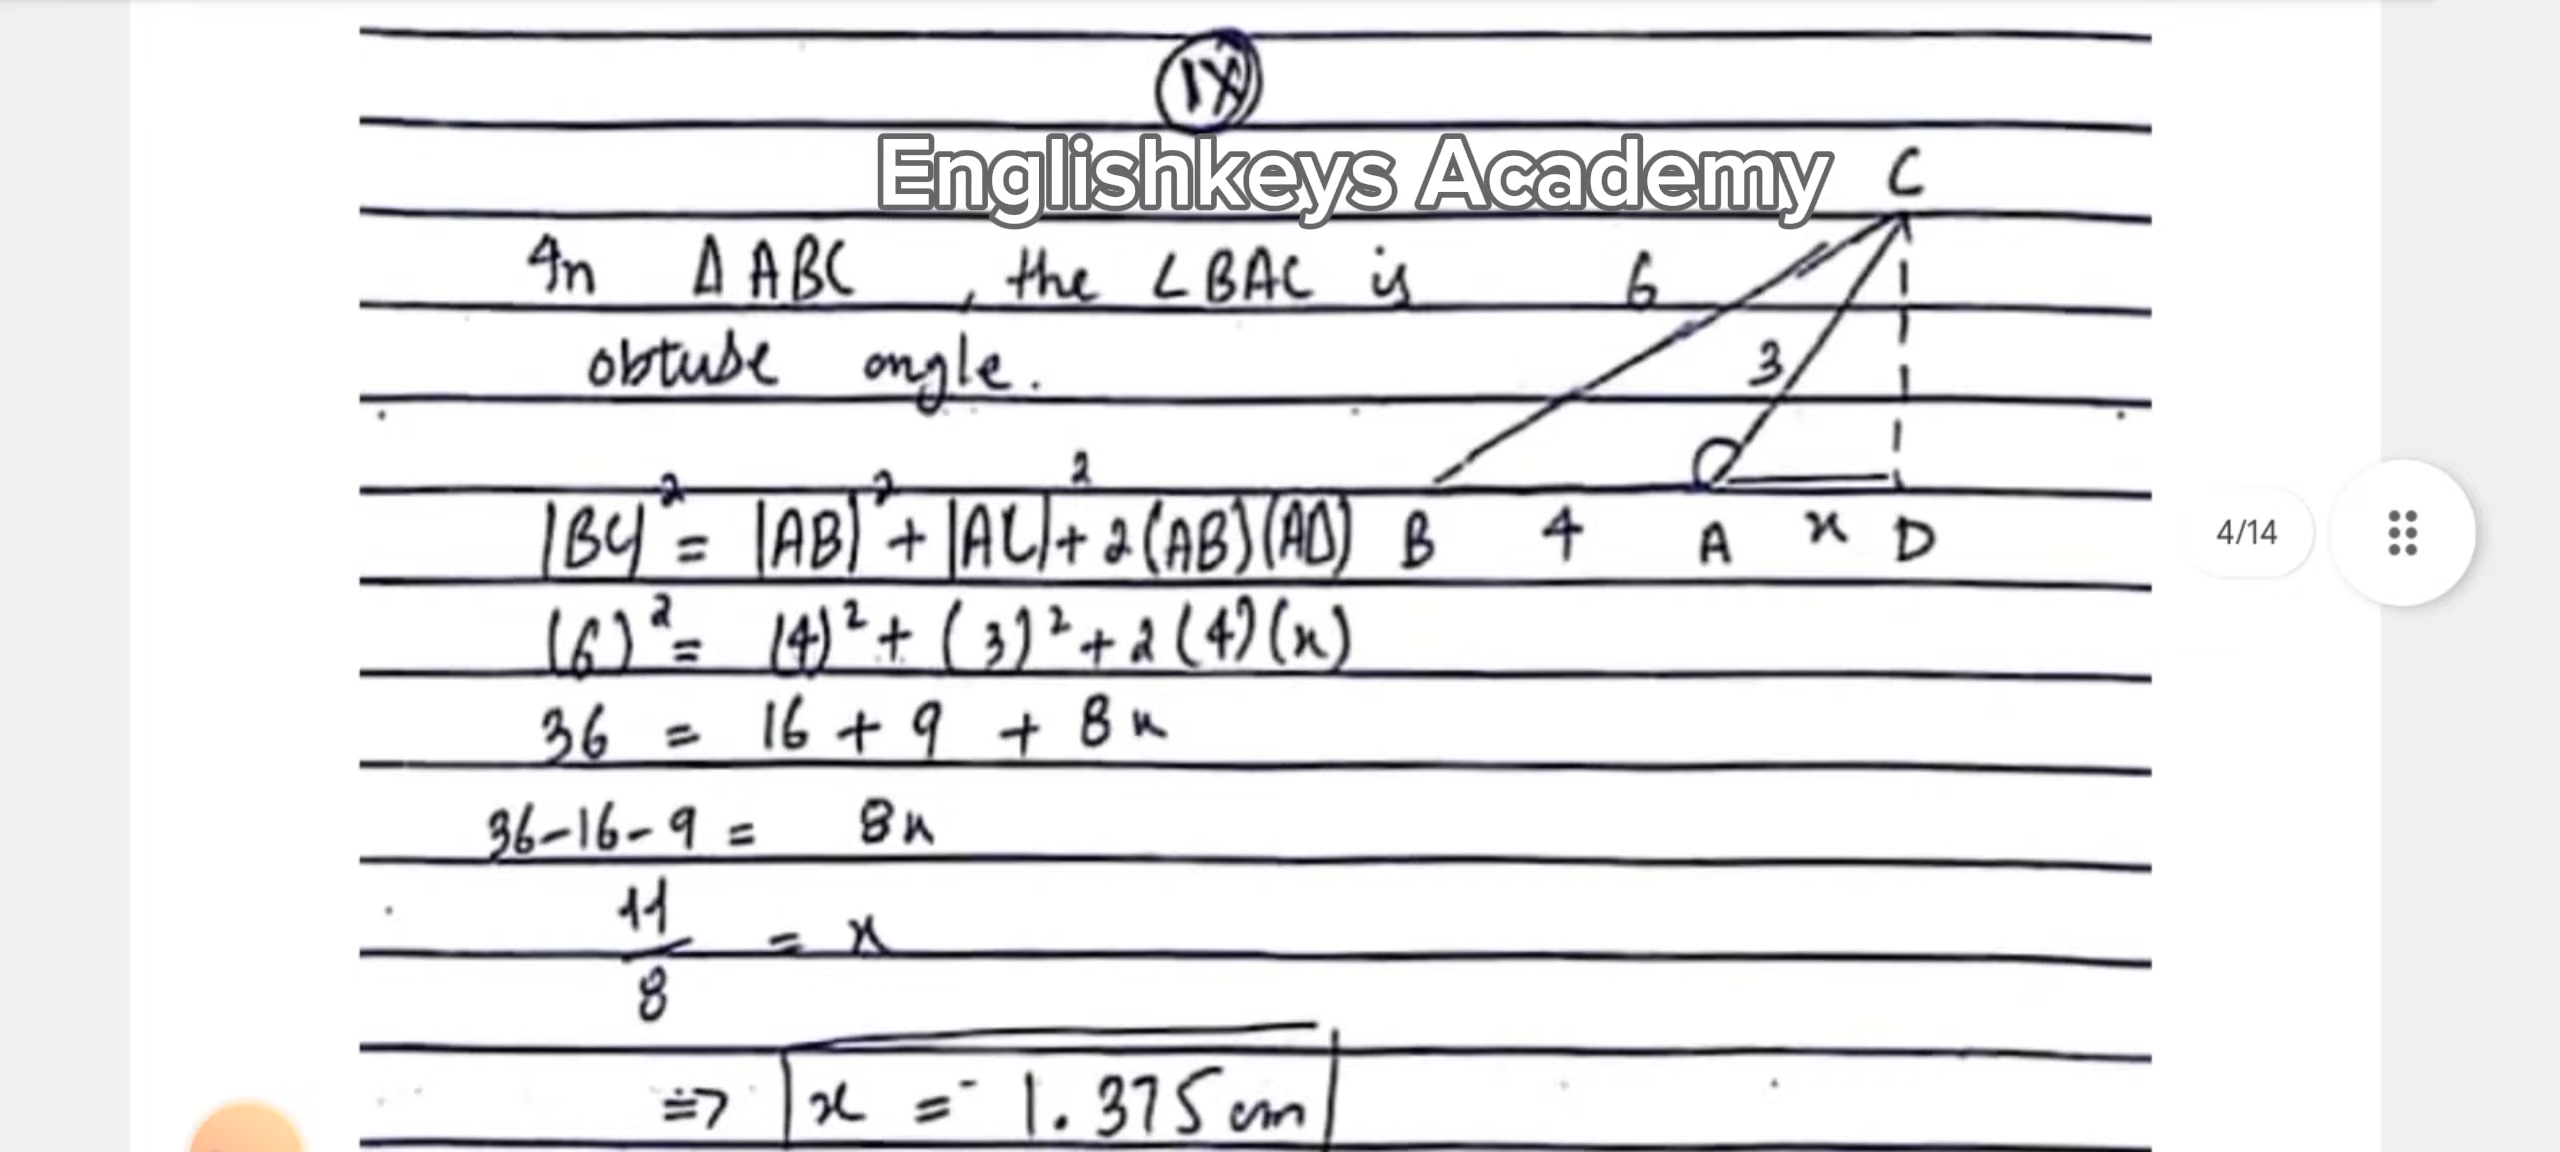 IX
Englishkeys Academy
C
In ΔABC, the ∠BAC is
6
obtuse angle.
3
|BC|² = |AB|² + |AC|² + 2(AB)(AD)
B 4 A x D
(6)² = (4)² + (3)² + 2(4)(x)
36 = 16 + 9 + 8x
36-16-9 = 8x
11/8 = x
⇒ x = 1.375 cm
4/14